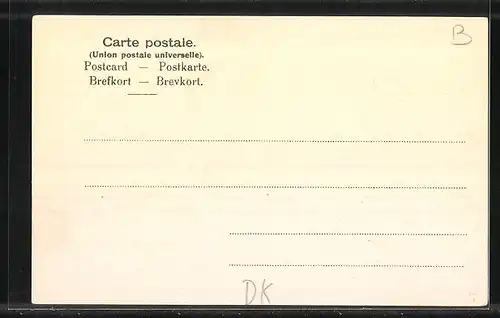 B
Carte postale.
(Union postale universelle).
Postcard — Postkarte.
Brefkort — Brevkort.
DK